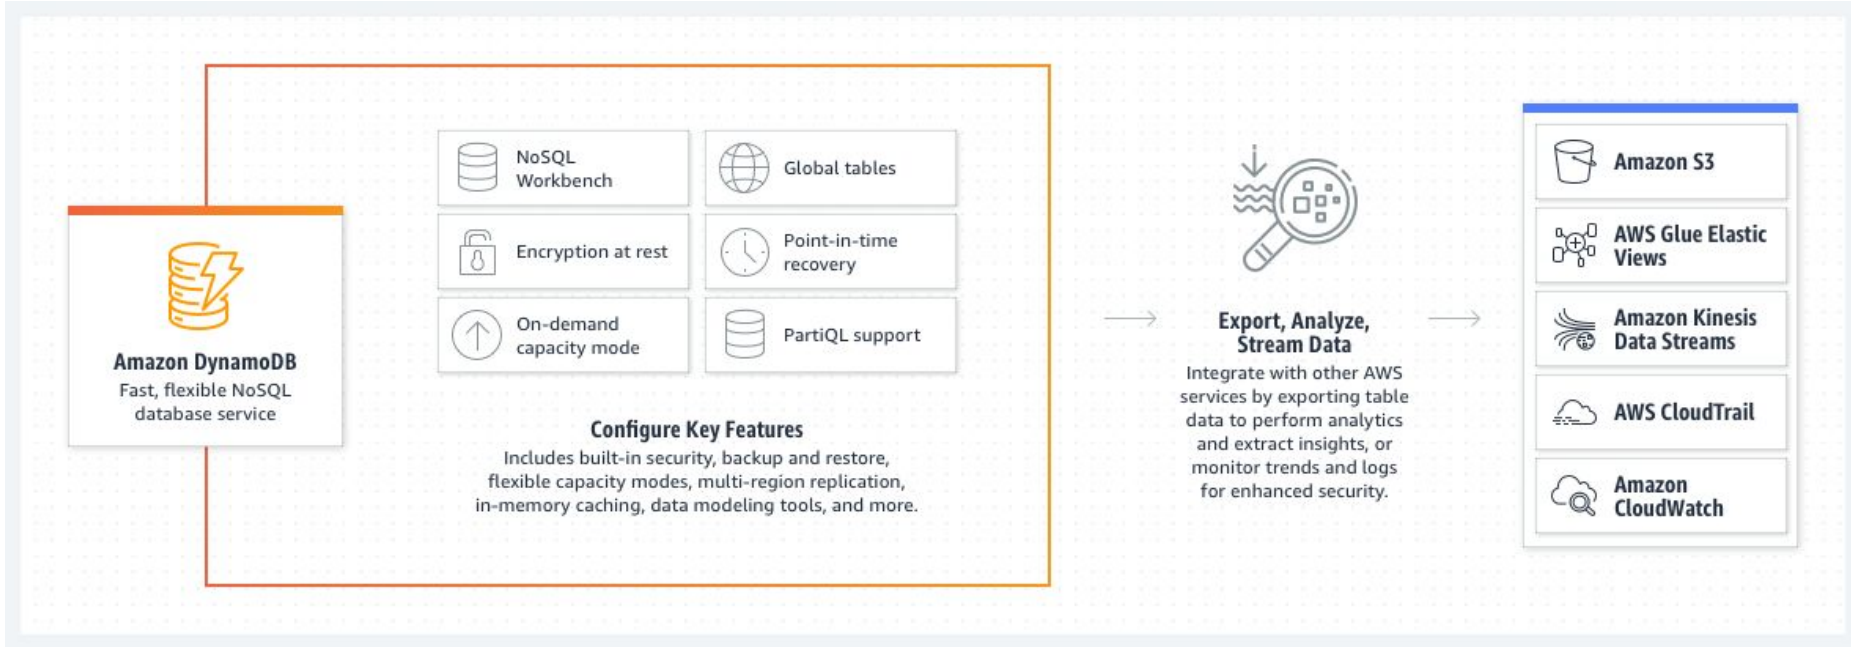 Amazon DynamoDB
Fast, flexible NoSQL
database service
NoSQL
Workbench
Global tables
Encryption at rest
Point-in-time
recovery
On-demand
capacity mode
PartiQL support
Configure Key Features
Includes built-in security, backup and restore,
flexible capacity modes, multi-region replication,
in-memory caching, data modeling tools, and more.
Export, Analyze,
Stream Data
Integrate with other AWS
services by exporting table
data to perform analytics
and extract insights, or
monitor trends and logs
for enhanced security.
Amazon S3
AWS Glue Elastic
Views
Amazon Kinesis
Data Streams
AWS CloudTrail
Amazon
CloudWatch